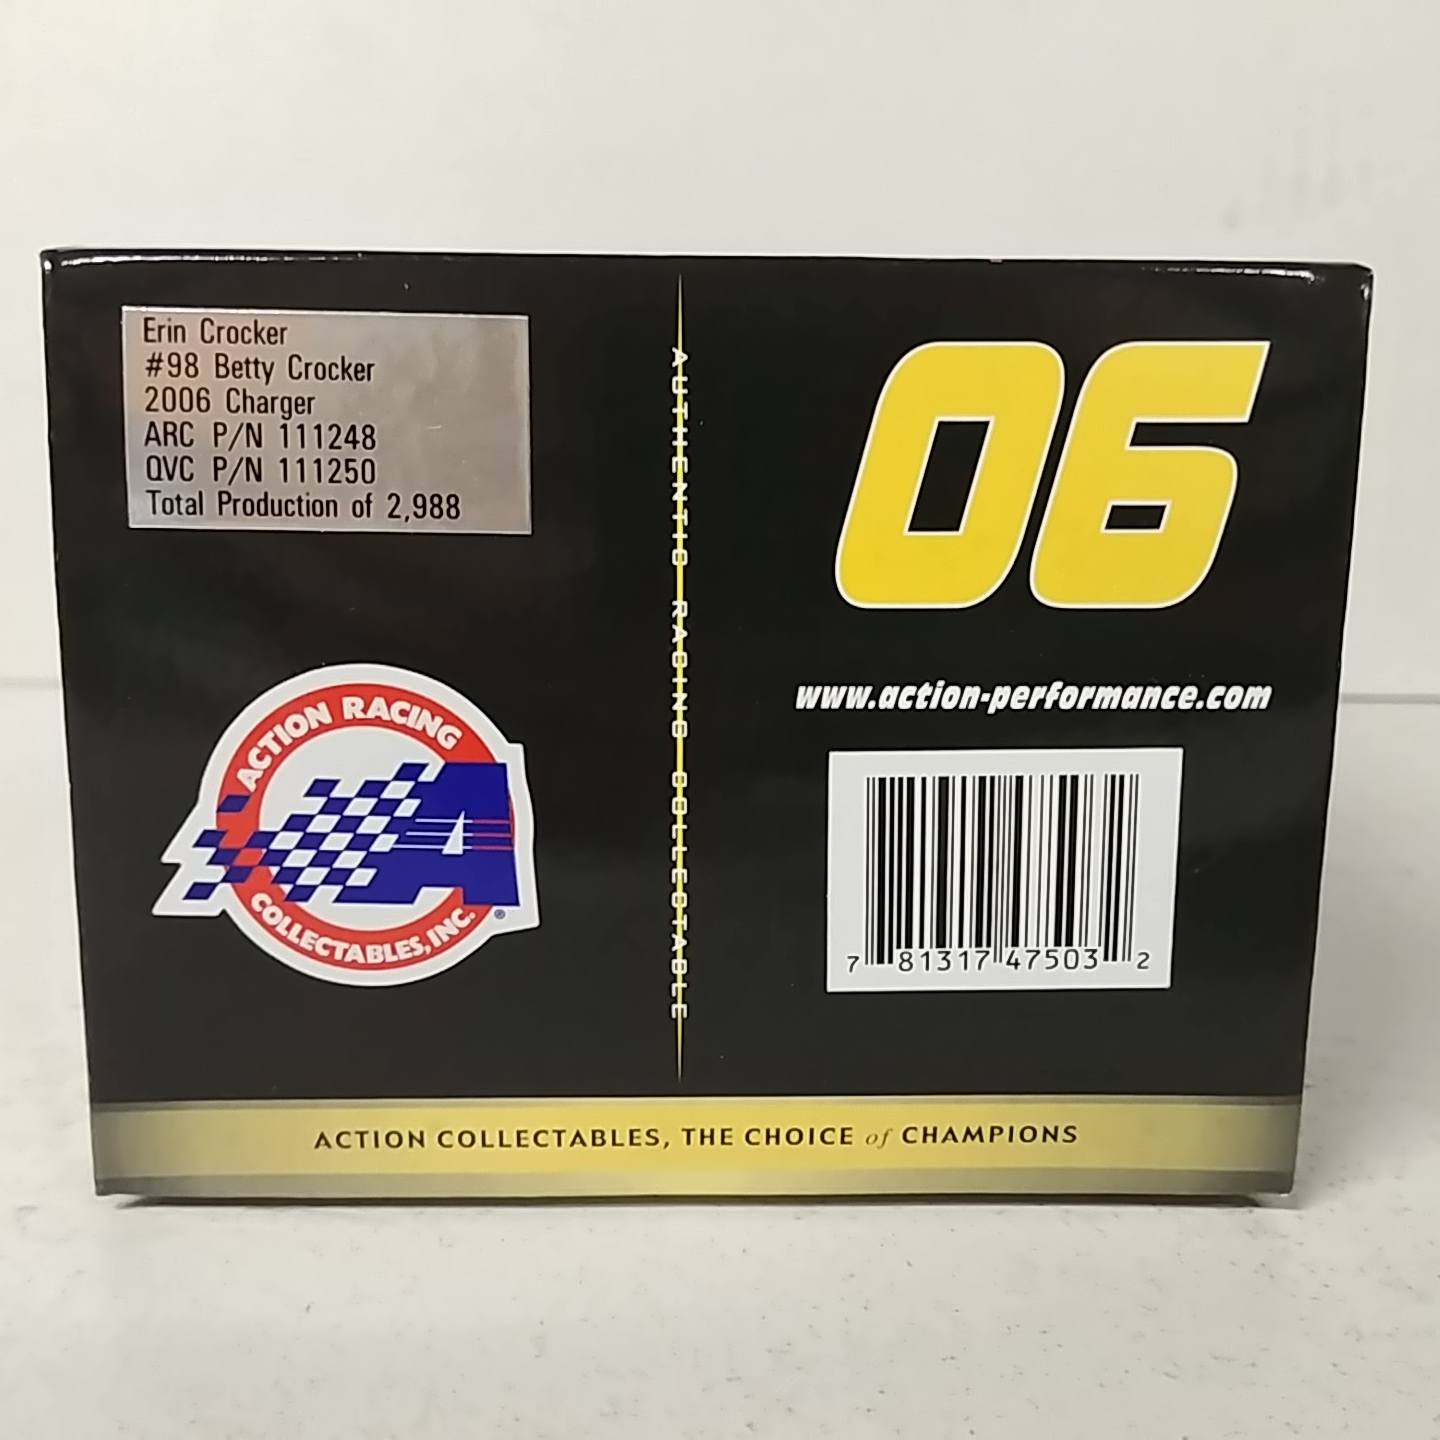 Erin Crocker
#98 Betty Crocker
2006 Charger
ARC P/N 111248
QVC P/N 111250
Total Production of 2,988
ACTION RACING
COLLECTABLES, INC.
®
AUTHENTIC RACING COLLECTABLE
06
www.action-performance.com
7 81317 47503 2
ACTION COLLECTABLES, THE CHOICE of CHAMPIONS